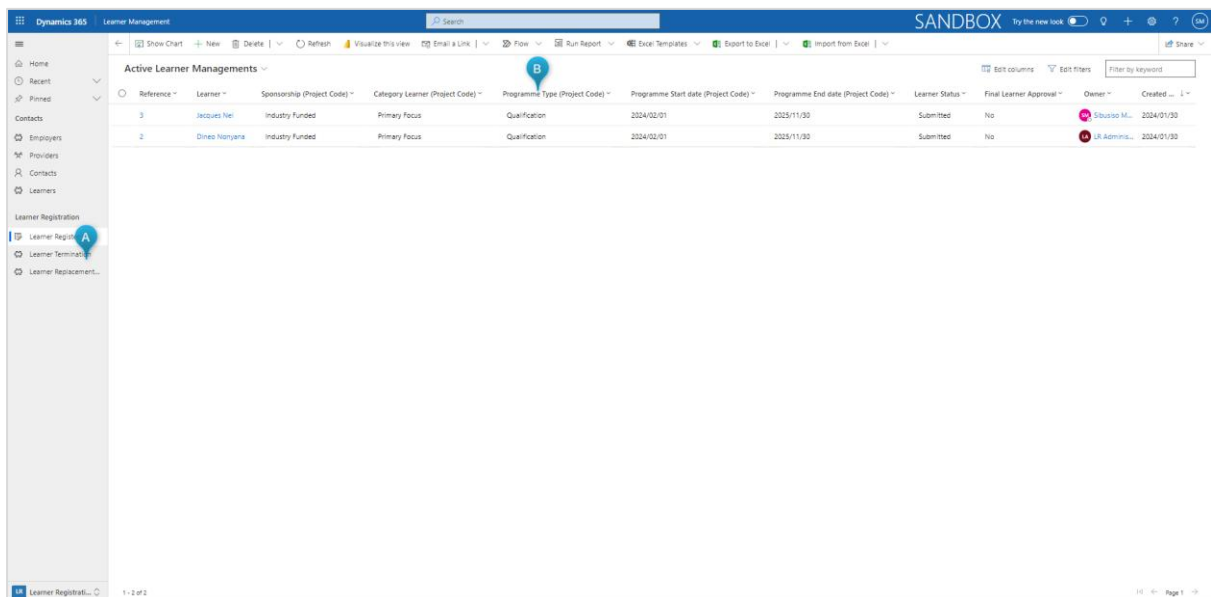 Dynamics 365 Learner Management Search SANDBOX Try the new look SM
Show Chart New Delete Refresh Visualize this view Email a Link Flow Run Report Excel Templates Export to Excel Import from Excel Share
Home
Recent
Pinned
Contacts
Employers
Providers
Contacts
Learners
Learner Registration
Learner Regist
A
Learner Termination
Learner Replacement...
LR Learner Registrati...
Active Learner Managements Edit columns Edit filters Filter by keyword
B
Reference Learner Sponsorship (Project Code) Category Learner (Project Code) Programme Type (Project Code) Programme Start date (Project Code) Programme End date (Project Code) Learner Status Final Learner Approval Owner Created ...
3 Jacques Nel Industry Funded Primary Focus Qualification 2024/02/01 2025/11/30 Submitted No SM Sibusiso M... 2024/01/30
2 Dineo Nonyana Industry Funded Primary Focus Qualification 2024/02/01 2025/11/30 Submitted No LA LR Adminis... 2024/01/30
1 - 2 of 2 Page 1